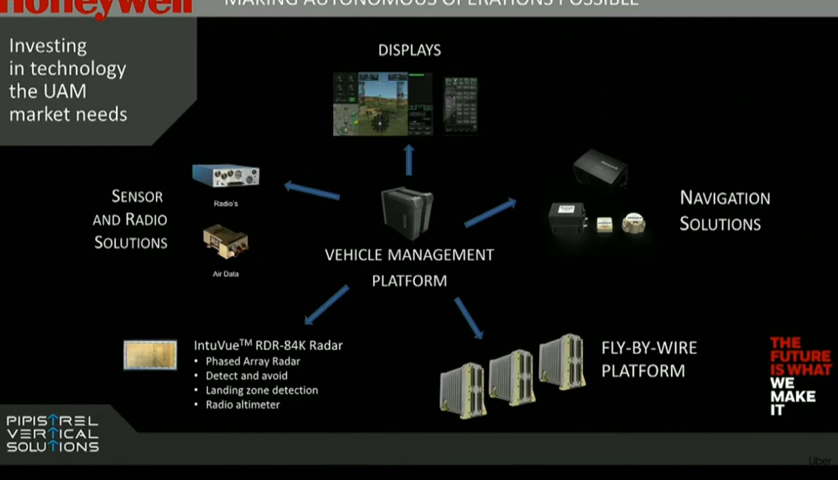 Honeywell
MAKING AUTONOMOUS OPERATIONS POSSIBLE
Investing
in technology
the UAM
market needs
DISPLAYS
SENSOR
AND RADIO
SOLUTIONS
Radio's
Air Data
VEHICLE MANAGEMENT
PLATFORM
NAVIGATION
SOLUTIONS
IntuVue™ RDR-84K Radar
• Phased Array Radar
• Detect and avoid
• Landing zone detection
• Radio altimeter
FLY-BY-WIRE
PLATFORM
THE
FUTURE
IS WHAT
WE
MAKE
IT
PIPISTREL
VERTICAL
SOLUTIONS
Uber